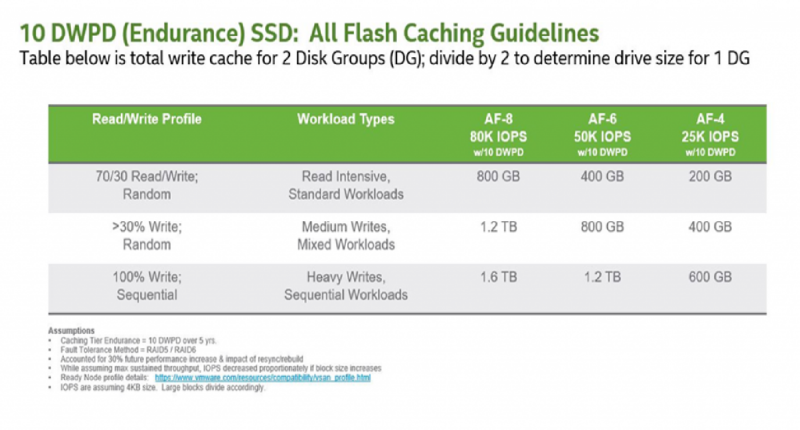 10 DWPD (Endurance) SSD: All Flash Caching Guidelines
Table below is total write cache for 2 Disk Groups (DG); divide by 2 to determine drive size for 1 DG
Read/Write Profile Workload Types AF-8 AF-6 AF-4
80K IOPS 50K IOPS 25K IOPS
w/10 DWPD w/10 DWPD w/10 DWPD
70/30 Read/Write; Read Intensive, 800 GB 400 GB 200 GB
Random Standard Workloads
>30% Write; Medium Writes, 1.2 TB 800 GB 400 GB
Random Mixed Workloads
100% Write; Heavy Writes, 1.6 TB 1.2 TB 600 GB
Sequential Sequential Workloads
Assumptions
• Caching Tier Endurance = 10 DWPD over 5 yrs.
• Fault Tolerance Method = RAID5 / RAID6
• Accounted for 30% future performance increase & impact of resync/rebuild
• While assuming max sustained throughput, IOPS decreased proportionately if block size increases
• Ready Node profile details: https://www.vmware.com/resources/compatibility/vsan_profile.html
• IOPS are assuming 4KB size. Large blocks divide accordingly.